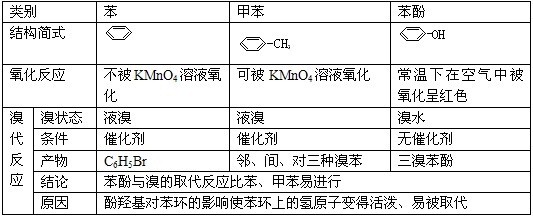 类别 苯 甲苯 苯酚
结构简式 -CH₃ -OH
氧化反应 不被KMnO₄溶液氧化 可被KMnO₄溶液氧化 常温下在空气中被氧化呈红色
溴代反应 溴状态 液溴 液溴 溴水
条件 催化剂 催化剂 无催化剂
产物 C₆H₅Br 邻、间、对三种溴苯 三溴苯酚
结论 苯酚与溴的取代反应比苯、甲苯易进行
原因 酚羟基对苯环的影响使苯环上的氢原子变得活泼、易被取代